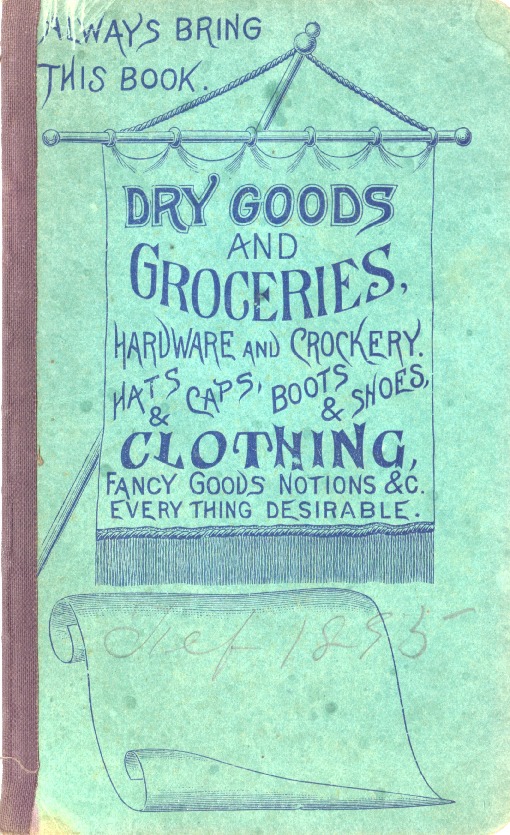 ALWAYS BRING
THIS BOOK.
DRY GOODS
AND
GROCERIES,
HARDWARE AND CROCKERY.
HATS & CAPS, BOOTS & SHOES,
CLOTHING,
FANCY GOODS NOTIONS &C.
EVERY THING DESIRABLE.
1895